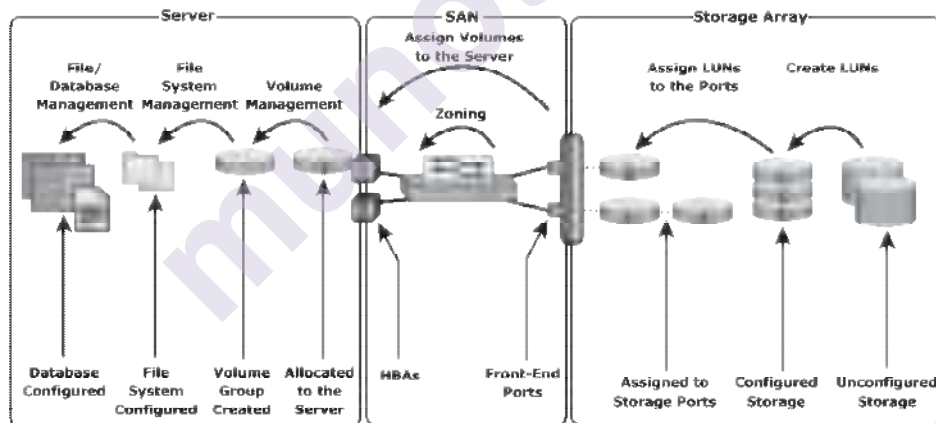 Server
SAN
Storage Array
Assign Volumes
to the Server
File/
Database
Management
File
System
Management
Volume
Management
Zoning
Assign LUNs
to the Ports
Create LUNs
Database
Configured
File
System
Configured
Volume
Group
Created
Allocated
to the
Server
HBAs
Front-End
Ports
Assigned to
Storage Ports
Configured
Storage
Unconfigured
Storage